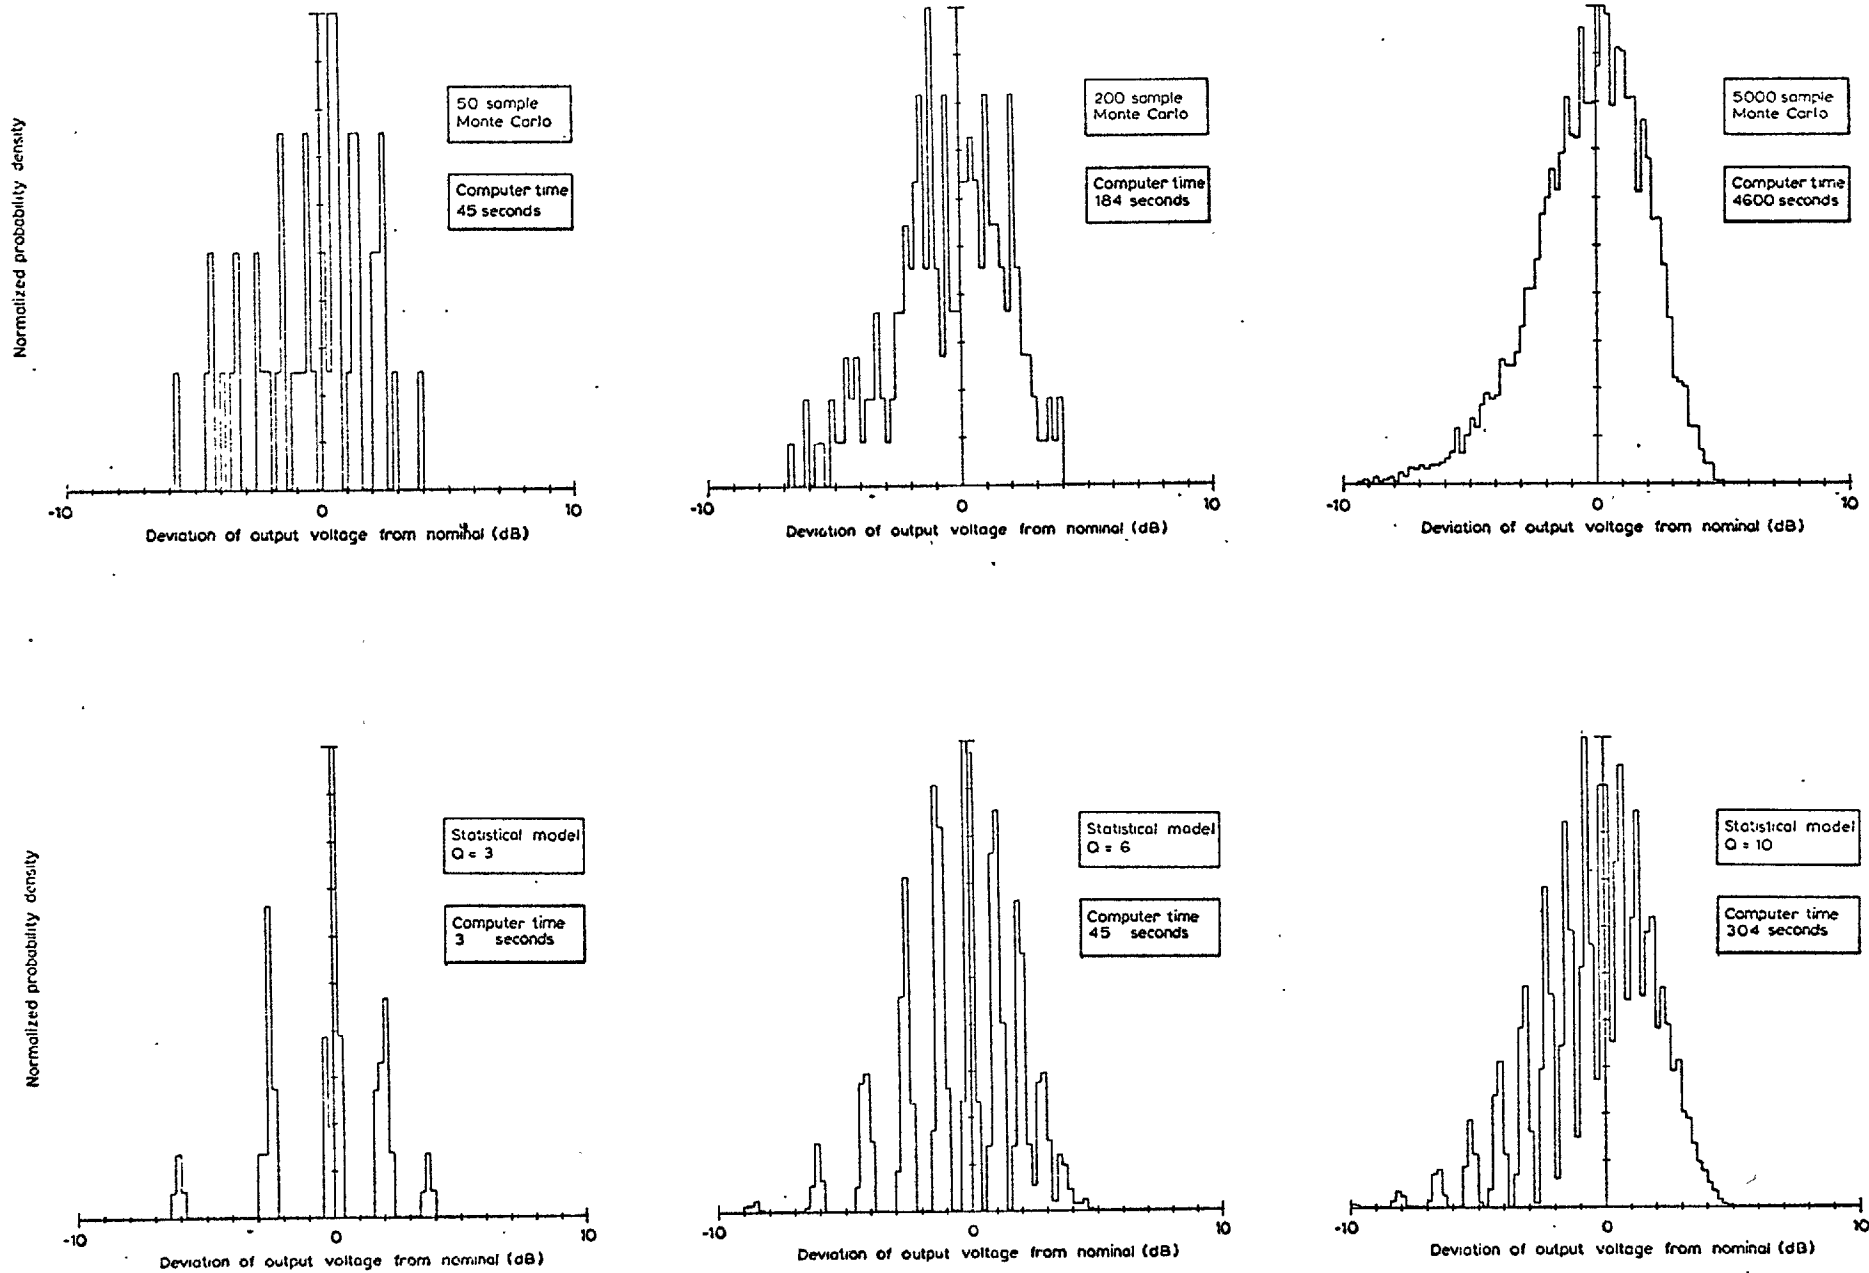 Normalized probability density
50 sample
Monte Carlo
Computer time
45 seconds
-10
0
10
Deviation of output voltage from nominal (dB)
200 sample
Monte Carlo
Computer time
184 seconds
-10
0
10
Deviation of output voltage from nominal (dB)
5000 sample
Monte Carlo
Computer time
4600 seconds
-10
0
10
Deviation of output voltage from nominal (dB)
Normalized probability density
Statistical model
Q = 3
Computer time
3 seconds
-10
0
10
Deviation of output voltage from nominal (dB)
Statistical model
Q = 6
Computer time
45 seconds
-10
0
10
Deviation of output voltage from nominal (dB)
Statistical model
Q = 10
Computer time
304 seconds
-10
0
10
Deviation of output voltage from nominal (dB)